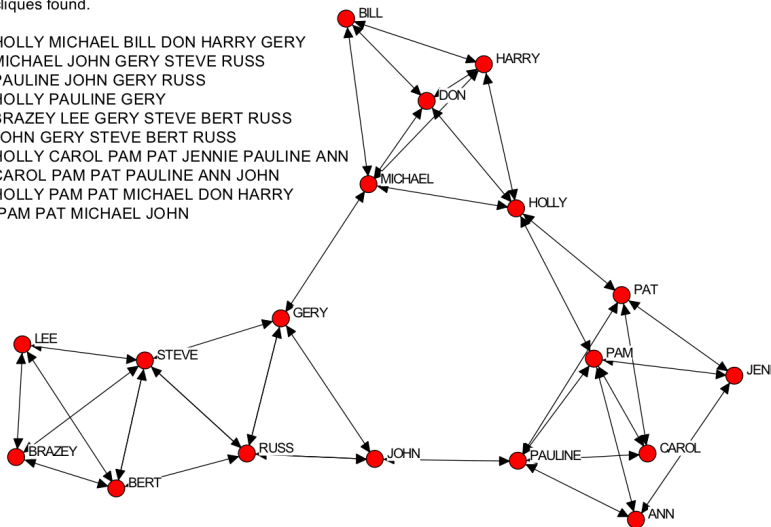 cliques found.
HOLLY MICHAEL BILL DON HARRY GERY
MICHAEL JOHN GERY STEVE RUSS
PAULINE JOHN GERY RUSS
HOLLY PAULINE GERY
BRAZEY LEE GERY STEVE BERT RUSS
JOHN GERY STEVE BERT RUSS
HOLLY CAROL PAM PAT JENNIE PAULINE ANN
CAROL PAM PAT PAULINE ANN JOHN
HOLLY PAM PAT MICHAEL DON HARRY
PAM PAT MICHAEL JOHN
BILL
HARRY
DON
MICHAEL
HOLLY
PAT
GERY
LEE
STEVE
PAM
JEN
BRAZEY
RUSS
JOHN
PAULINE
CAROL
BERT
ANN